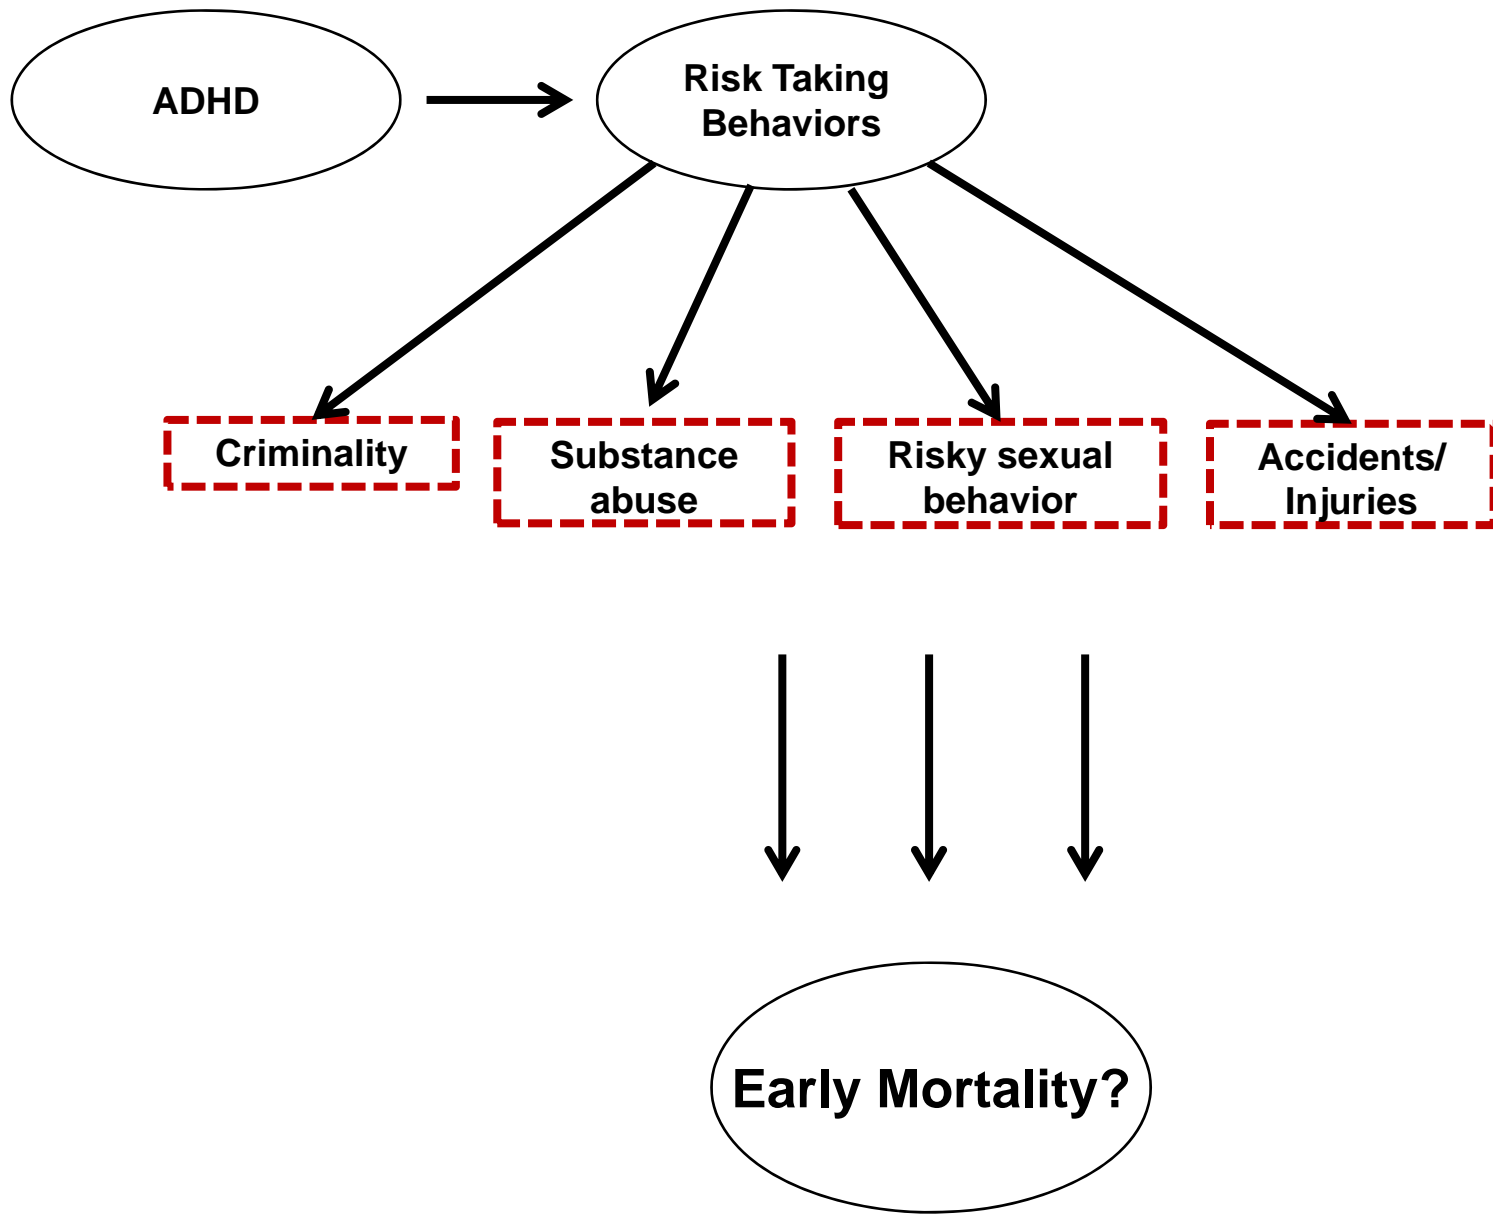 ADHD
Risk Taking
Behaviors
Criminality
Substance
abuse
Risky sexual
behavior
Accidents/
Injuries
Early Mortality?